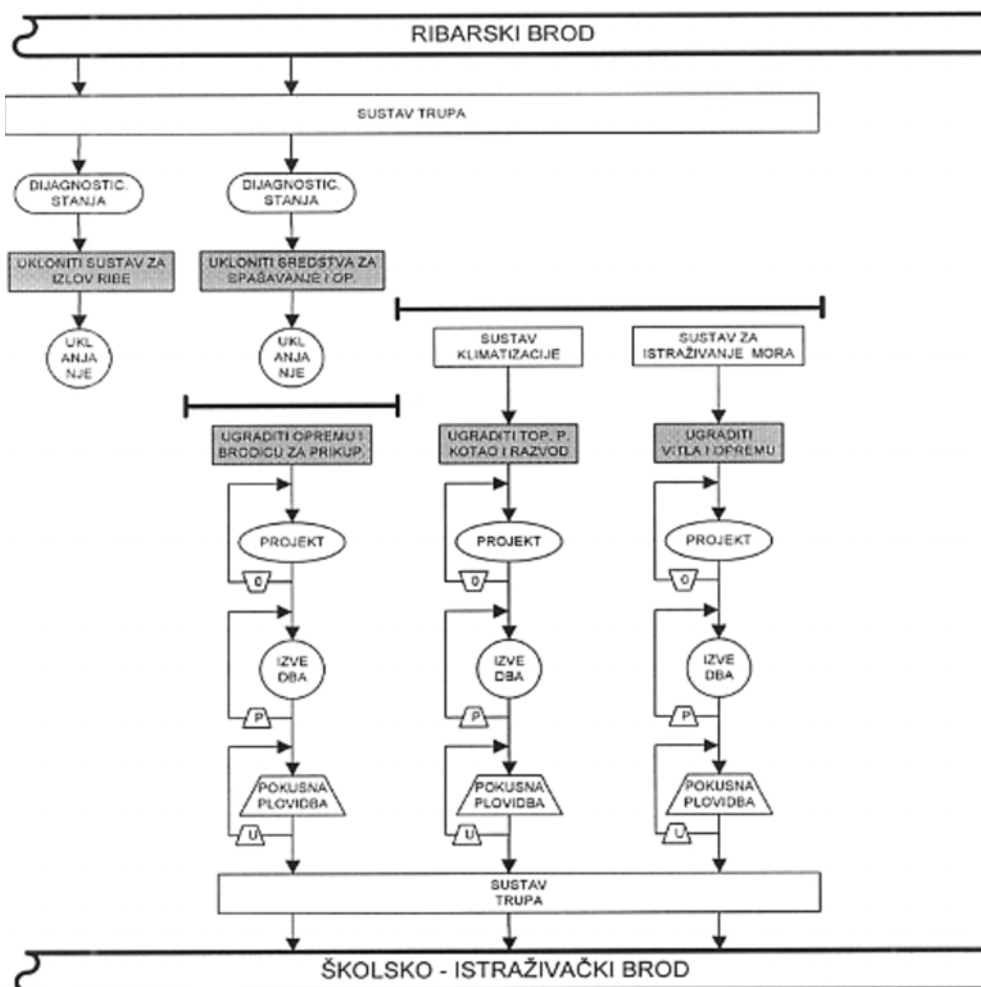 RIBARSKI BROD
SUSTAV TRUPA
DIJAGNOSTIC.
STANJA
DIJAGNOSTIC.
STANJA
UKLONITI SUSTAV ZA
IZLOV RIBE
UKLONITI SREDSTVA ZA
SPAŠAVANJE I OP.
UKL
ANJA
NJE
UKL
ANJA
NJE
SUSTAV
KLIMATIZACIJE
SUSTAV ZA
ISTRAŽIVANJE MORA
UGRADITI OPREMU I
BRODICU ZA PRIKUP.
UGRADITI TOP. P.
KOTAO I RAZVOD
UGRADITI
VITLA I OPREMU
PROJEKT
PROJEKT
PROJEKT
0
0
0
IZVE
DBA
IZVE
DBA
IZVE
DBA
P
P
P
POKUSNA
PLOVIDBA
POKUSNA
PLOVIDBA
POKUSNA
PLOVIDBA
U
U
U
SUSTAV
TRUPA
ŠKOLSKO - ISTRAŽIVAČKI BROD